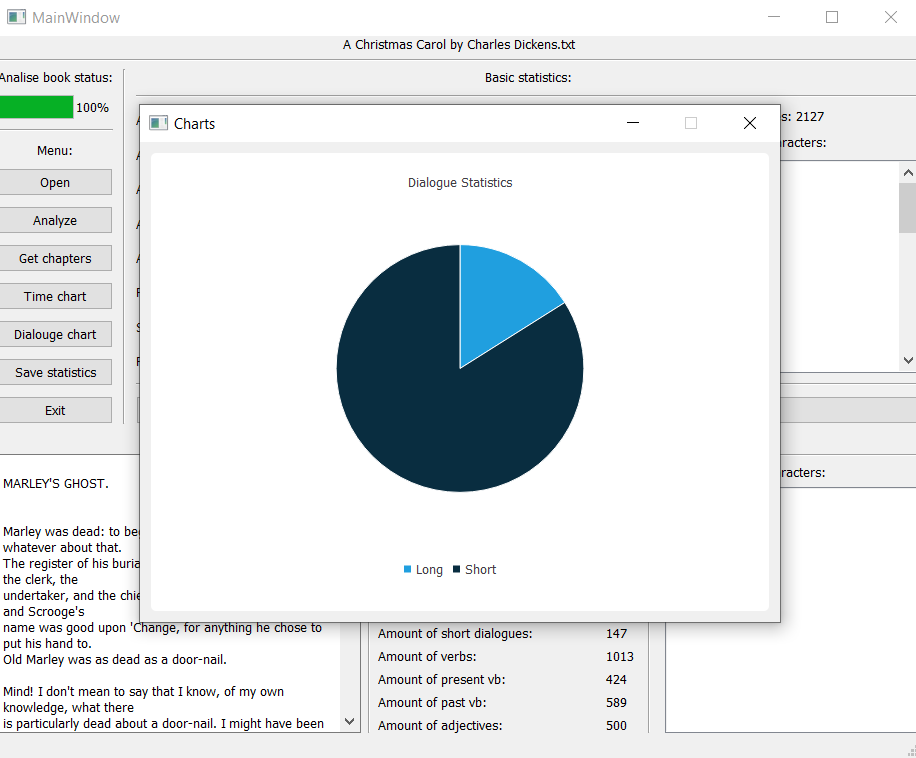 MainWindow
A Christmas Carol by Charles Dickens.txt
Analise book status:
Basic statistics:
100%
Menu:
Open
Analyze
Get chapters
Time chart
Dialouge chart
Save statistics
Exit
Charts
Dialogue Statistics
Long
Short
s: 2127
racters:
racters:
MARLEY'S GHOST.
Marley was dead: to be
whatever about that.
The register of his buria
the clerk, the
undertaker, and the chie
and Scrooge's
name was good upon 'Change, for anything he chose to
put his hand to.
Old Marley was as dead as a door-nail.
Mind! I don't mean to say that I know, of my own
knowledge, what there
is particularly dead about a door-nail. I might have been
Amount of short dialogues: 147
Amount of verbs: 1013
Amount of present vb: 424
Amount of past vb: 589
Amount of adjectives: 500